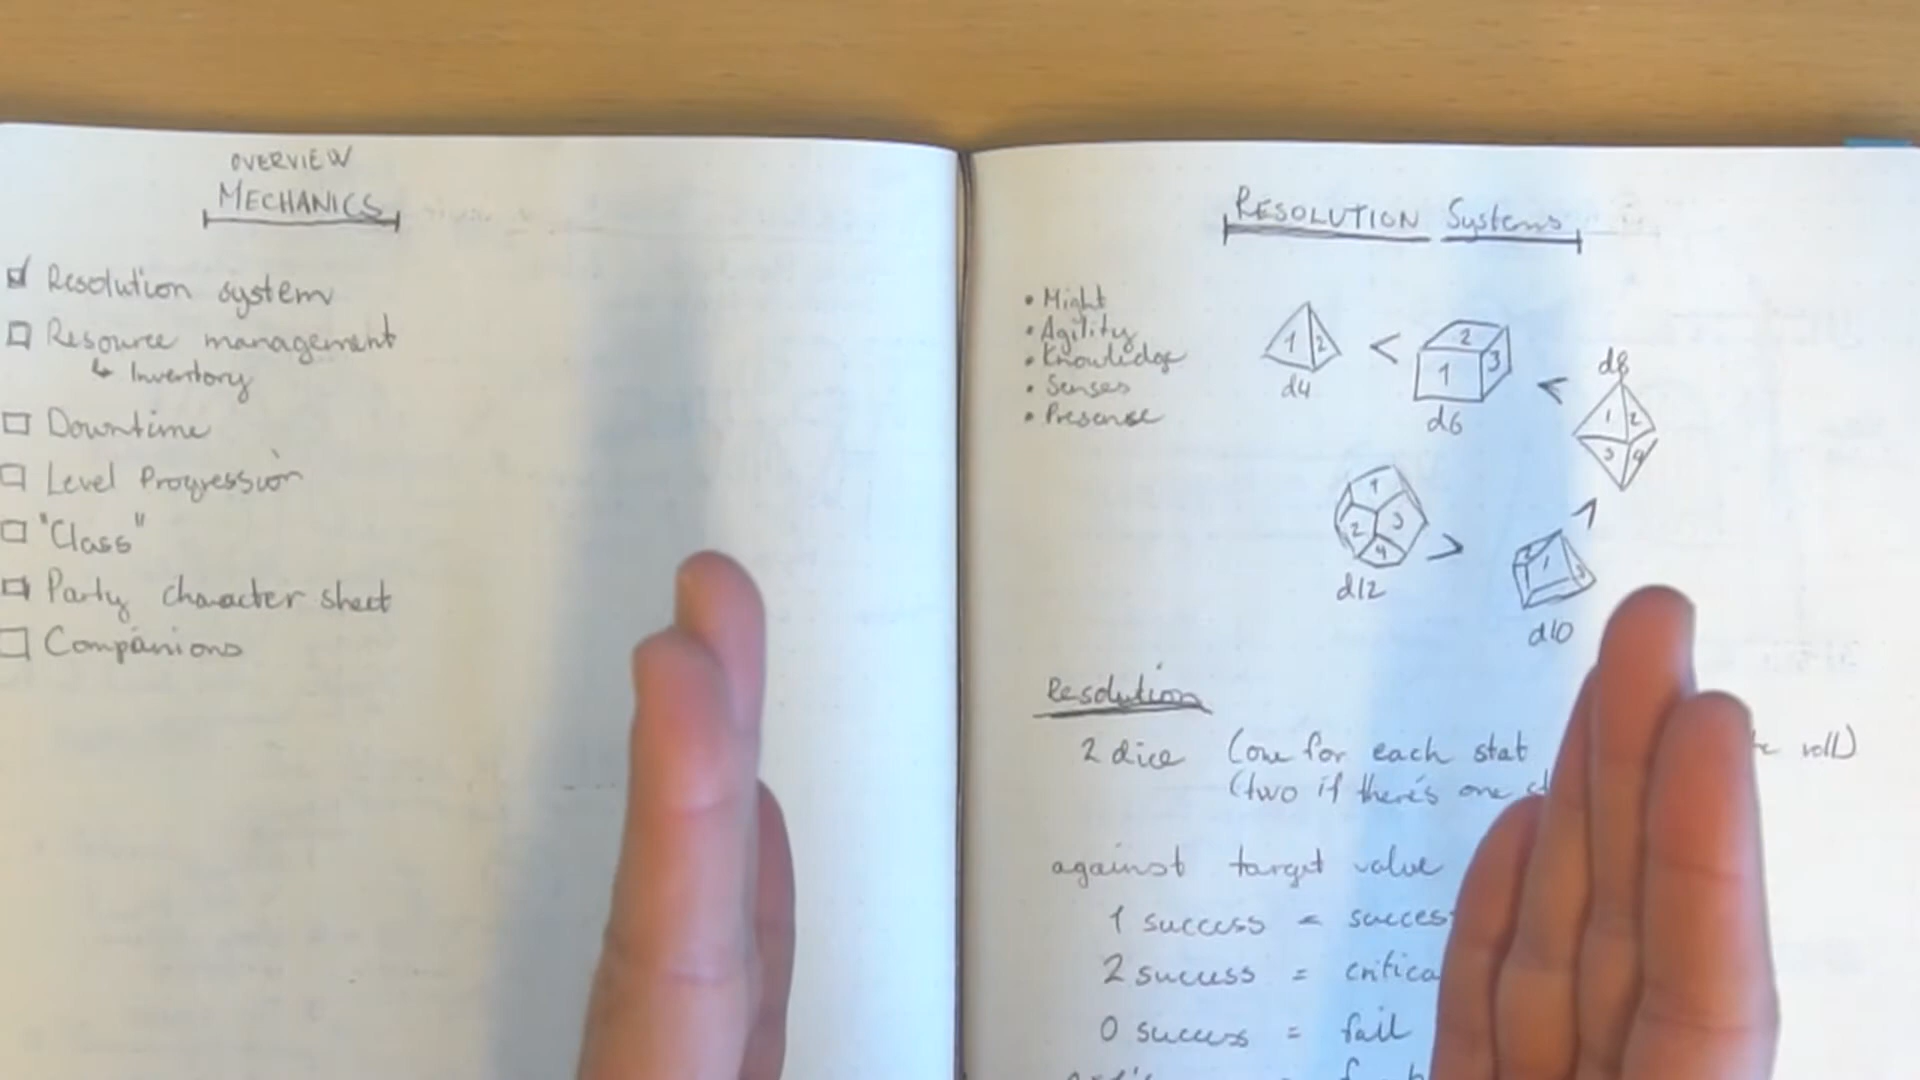 OVERVIEW
MECHANICS
Resolution system
Resource management
↳ Inventory
Downtime
Level Progression
"Class"
Party character sheet
Companions
RESOLUTION Systems
• Might
• Agility
• Knowledge
• Senses
• Presense
1 2
d4
<
2
1 3
d6
<
d8
1 2
3 4
1
2 3
4
d12
>
1
d10
Resolution
2 dice (one for each stat roll)
(two if there's one
against target value
1 success = success
2 success = critica
0 success = fail